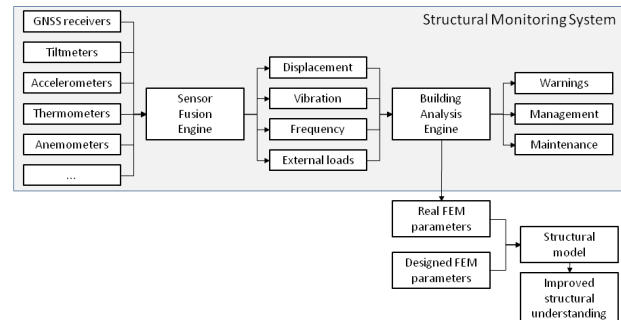 Structural Monitoring System
GNSS receivers
Tiltmeters
Accelerometers
Thermometers
Anemometers
...
Sensor
Fusion
Engine
Displacement
Vibration
Frequency
External loads
Building
Analysis
Engine
Warnings
Management
Maintenance
Real FEM
parameters
Designed FEM
parameters
Structural
model
Improved
structural
understanding